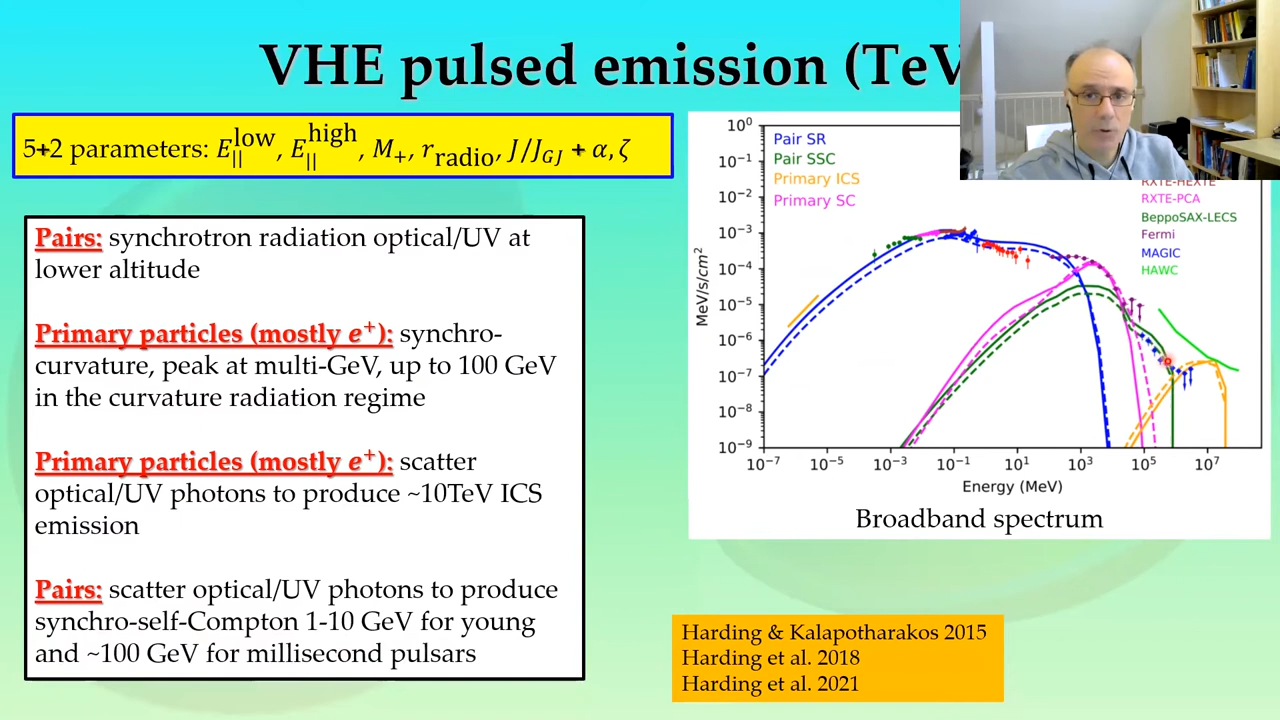 VHE pulsed emission (TeV
5+2 parameters: E_{||}^{low}, E_{||}^{high}, M_+, r_{radio}, J/J_{GJ} + α, ζ
Pairs: synchrotron radiation optical/UV at
lower altitude
Primary particles (mostly e^+): synchro-
curvature, peak at multi-GeV, up to 100 GeV
in the curvature radiation regime
Primary particles (mostly e^+): scatter
optical/UV photons to produce ~10TeV ICS
emission
Pairs: scatter optical/UV photons to produce
synchro-self-Compton 1-10 GeV for young
and ~100 GeV for millisecond pulsars
Pair SR
Pair SSC
Primary ICS
Primary SC
RXTE-HEXTE
RXTE-PCA
BeppoSAX-LECS
Fermi
MAGIC
HAWC
MeV/s/cm²
10⁰
10⁻¹
10⁻²
10⁻³
10⁻⁴
10⁻⁵
10⁻⁶
10⁻⁷
10⁻⁸
10⁻⁹
10⁻⁷ 10⁻⁵ 10⁻³ 10⁻¹ 10¹ 10³ 10⁵ 10⁷
Energy (MeV)
Broadband spectrum
Harding & Kalapotharakos 2015
Harding et al. 2018
Harding et al. 2021